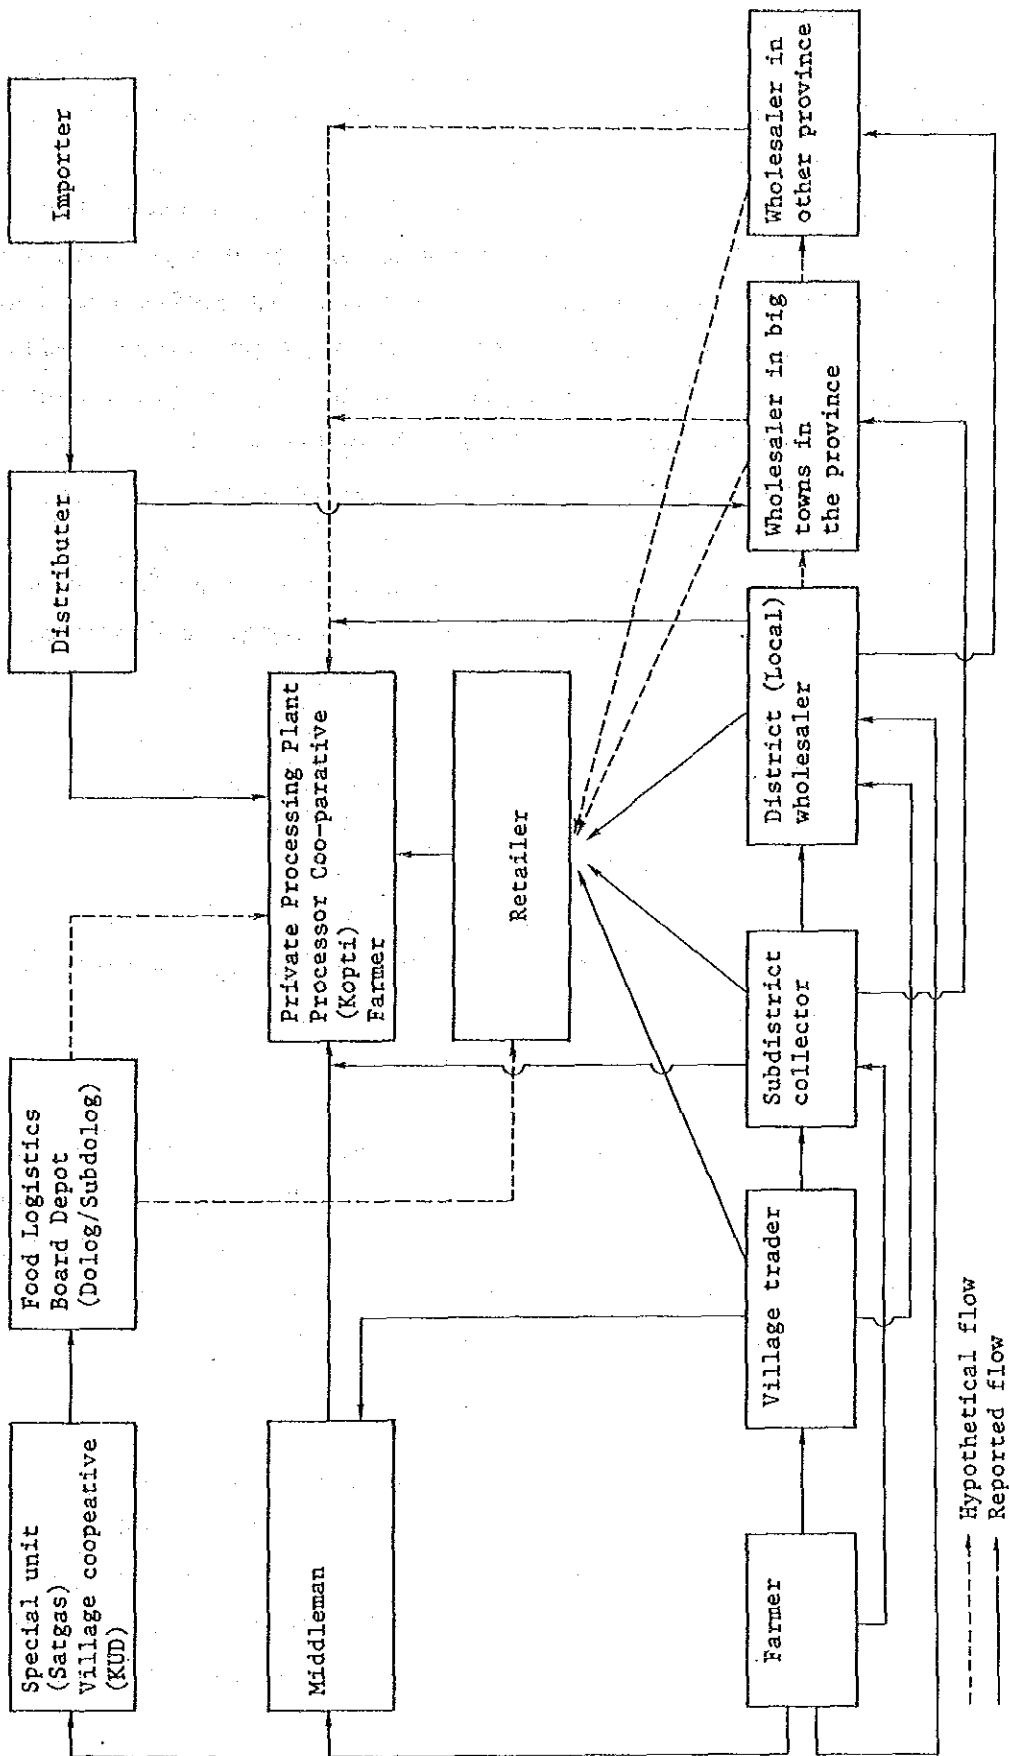 Special unit
(Satgas)
Village coopeative
(KUD)
Food Logistics
Board Depot
(Dolog/Subdolog)
Distributer
Importer
Middleman
Private Processing Plant
Processor Coo-parative
(Kopti)
Farmer
Retailer
Farmer
Village trader
Subdistrict
collector
District (Local)
wholesaler
Wholesaler in big
towns in
the province
Wholesaler in
other province
Hypothetical flow
Reported flow